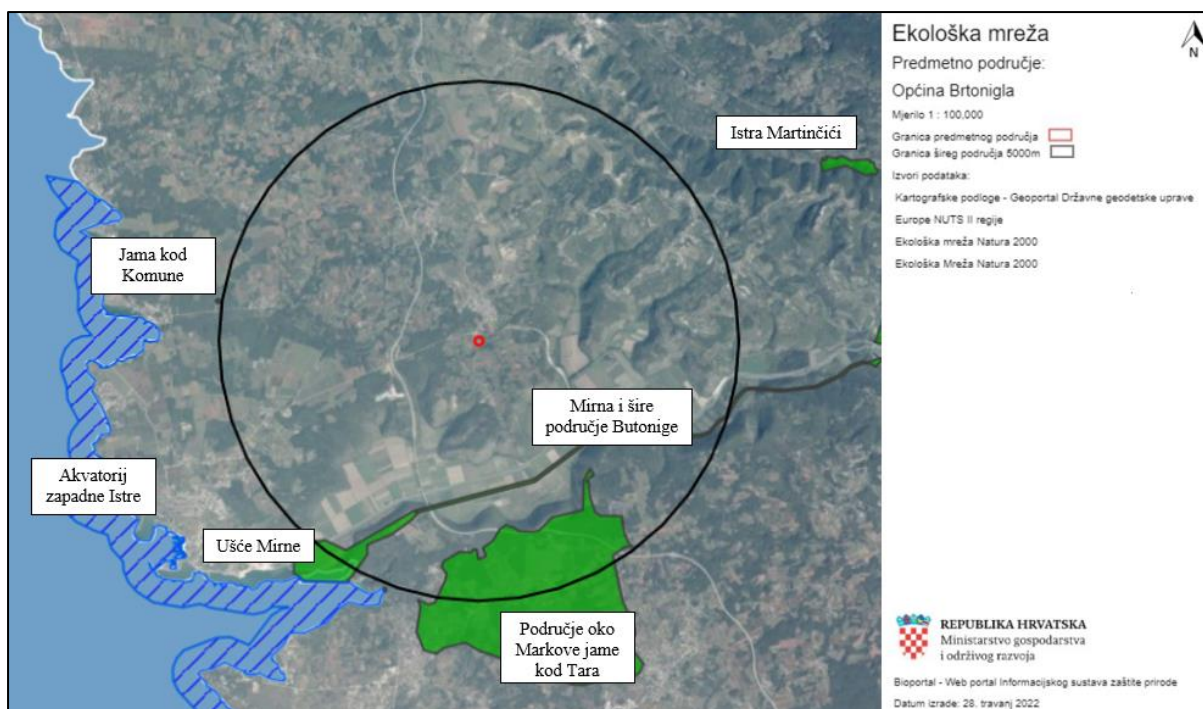 Ekološka mreža
Predmetno područje:
Općina Brtonigla
Mjerilo 1 : 100,000
Granica predmetnog područja
Granica šireg područja 5000m
Izvori podataka:
Kartografske podloge - Geoportal Državne geodetske uprave
Europe NUTS II regije
Ekološka mreža Natura 2000
Ekološka Mreža Natura 2000
N
Istra Martinčići
Jama kod
Komune
Mirna i šire
područje Butonige
Akvatorij
zapadne Istre
Ušće Mirne
Područje oko
Markove jame
kod Tara
REPUBLIKA HRVATSKA
Ministarstvo gospodarstva
i održivog razvoja
Bioportal - Web portal Informacijskog sustava zaštite prirode
Datum izrade: 28. travanj 2022